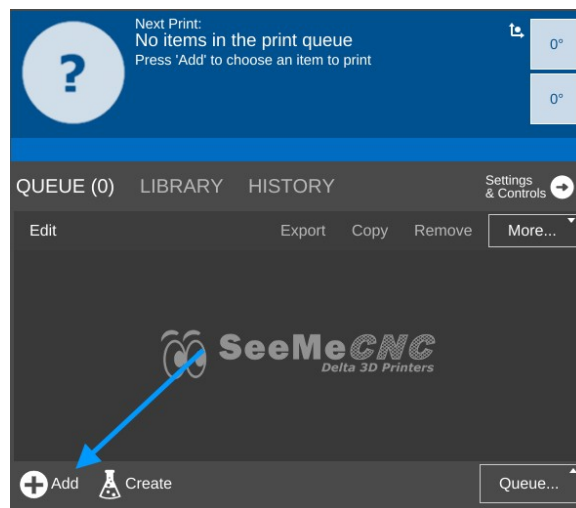 Next Print:
No items in the print queue
Press 'Add' to choose an item to print
?
0°
0°
QUEUE (0) LIBRARY HISTORY
Settings
& Controls
Edit Export Copy Remove More...
SeeMeCNC
Delta 3D Printers
Add Create Queue...